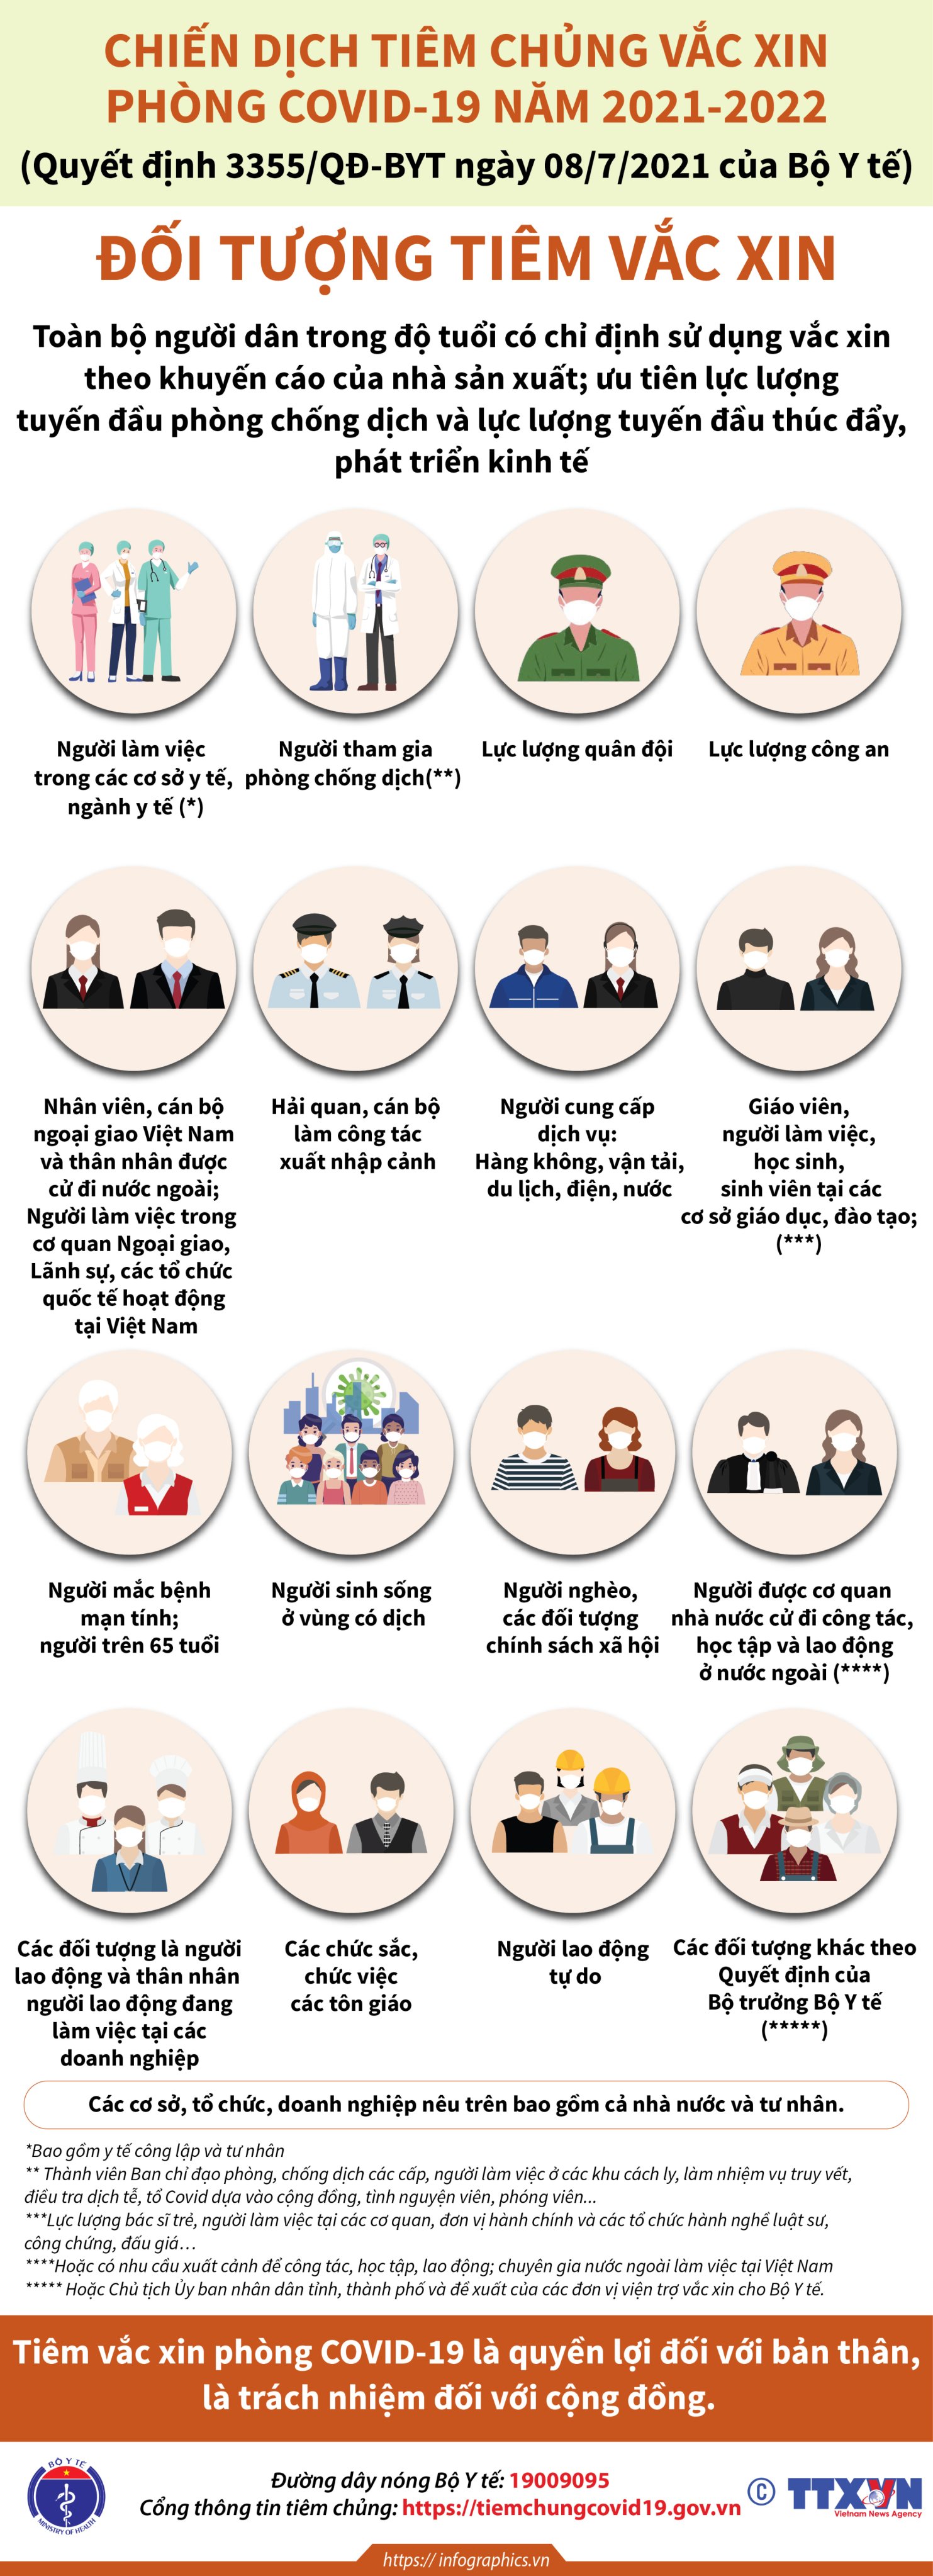 CHIẾN DỊCH TIÊM CHỦNG VẮC XIN
PHÒNG COVID-19 NĂM 2021-2022
(Quyết định 3355/QĐ-BYT ngày 08/7/2021 của Bộ Y tế)
ĐỐI TƯỢNG TIÊM VẮC XIN
Toàn bộ người dân trong độ tuổi có chỉ định sử dụng vắc xin
theo khuyến cáo của nhà sản xuất; ưu tiên lực lượng
tuyến đầu phòng chống dịch và lực lượng tuyến đầu thúc đẩy,
phát triển kinh tế
Người làm việc
trong các cơ sở y tế,
ngành y tế (*)
Người tham gia
phòng chống dịch(**)
Lực lượng quân đội
Lực lượng công an
Nhân viên, cán bộ
ngoại giao Việt Nam
và thân nhân được
cử đi nước ngoài;
Người làm việc trong
cơ quan Ngoại giao,
Lãnh sự, các tổ chức
quốc tế hoạt động
tại Việt Nam
Hải quan, cán bộ
làm công tác
xuất nhập cảnh
Người cung cấp
dịch vụ:
Hàng không, vận tải,
du lịch, điện, nước
Giáo viên,
người làm việc,
học sinh,
sinh viên tại các
cơ sở giáo dục, đào tạo;
(***)
Người mắc bệnh
mạn tính;
người trên 65 tuổi
Người sinh sống
ở vùng có dịch
Người nghèo,
các đối tượng
chính sách xã hội
Người được cơ quan
nhà nước cử đi công tác,
học tập và lao động
ở nước ngoài (****)
Các đối tượng là người
lao động và thân nhân
người lao động đang
làm việc tại các
doanh nghiệp
Các chức sắc,
chức việc
các tôn giáo
Người lao động
tự do
Các đối tượng khác theo
Quyết định của
Bộ trưởng Bộ Y tế
(*****)
Các cơ sở, tổ chức, doanh nghiệp nêu trên bao gồm cả nhà nước và tư nhân.
*Bao gồm y tế công lập và tư nhân
** Thành viên Ban chỉ đạo phòng, chống dịch các cấp, người làm việc ở các khu cách ly, làm nhiệm vụ truy vết,
điều tra dịch tễ, tổ Covid dựa vào cộng đồng, tình nguyện viên, phóng viên...
***Lực lượng bác sĩ trẻ, người làm việc tại các cơ quan, đơn vị hành chính và các tổ chức hành nghề luật sư,
công chứng, đấu giá…
****Hoặc có nhu cầu xuất cảnh để công tác, học tập, lao động; chuyên gia nước ngoài làm việc tại Việt Nam
***** Hoặc Chủ tịch Ủy ban nhân dân tỉnh, thành phố và đề xuất của các đơn vị viện trợ vắc xin cho Bộ Y tế.
Tiêm vắc xin phòng COVID-19 là quyền lợi đối với bản thân,
là trách nhiệm đối với cộng đồng.
BỘ Y TẾ
MINISTRY OF HEALTH
Đường dây nóng Bộ Y tế: 19009095
Cổng thông tin tiêm chủng: https://tiemchungcovid19.gov.vn
© TTXVN
Vietnam News Agency
https:// infographics.vn